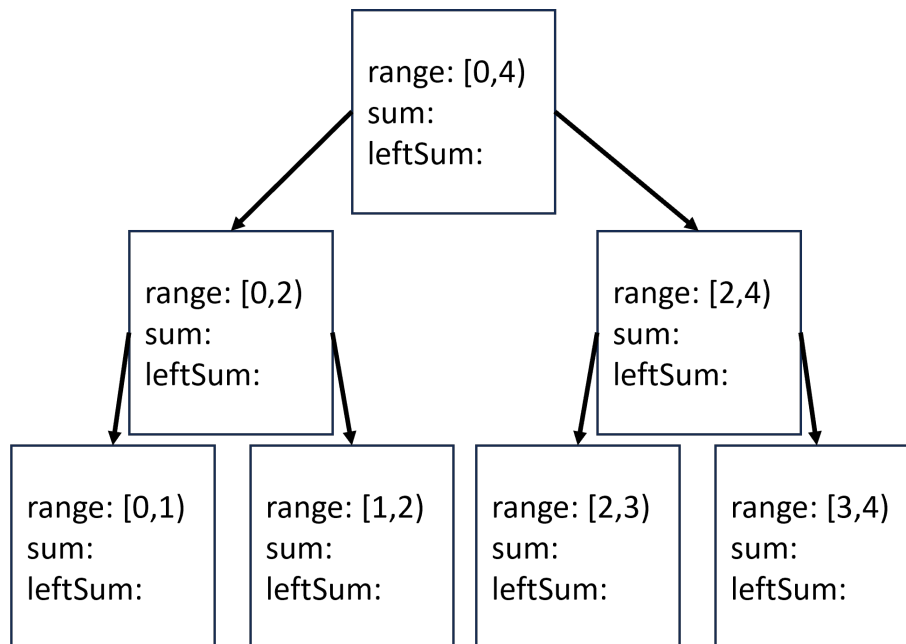 range: [0,4)
sum:
leftSum:
range: [0,2)
sum:
leftSum:
range: [2,4)
sum:
leftSum:
range: [0,1)
sum:
leftSum:
range: [1,2)
sum:
leftSum:
range: [2,3)
sum:
leftSum:
range: [3,4)
sum:
leftSum: